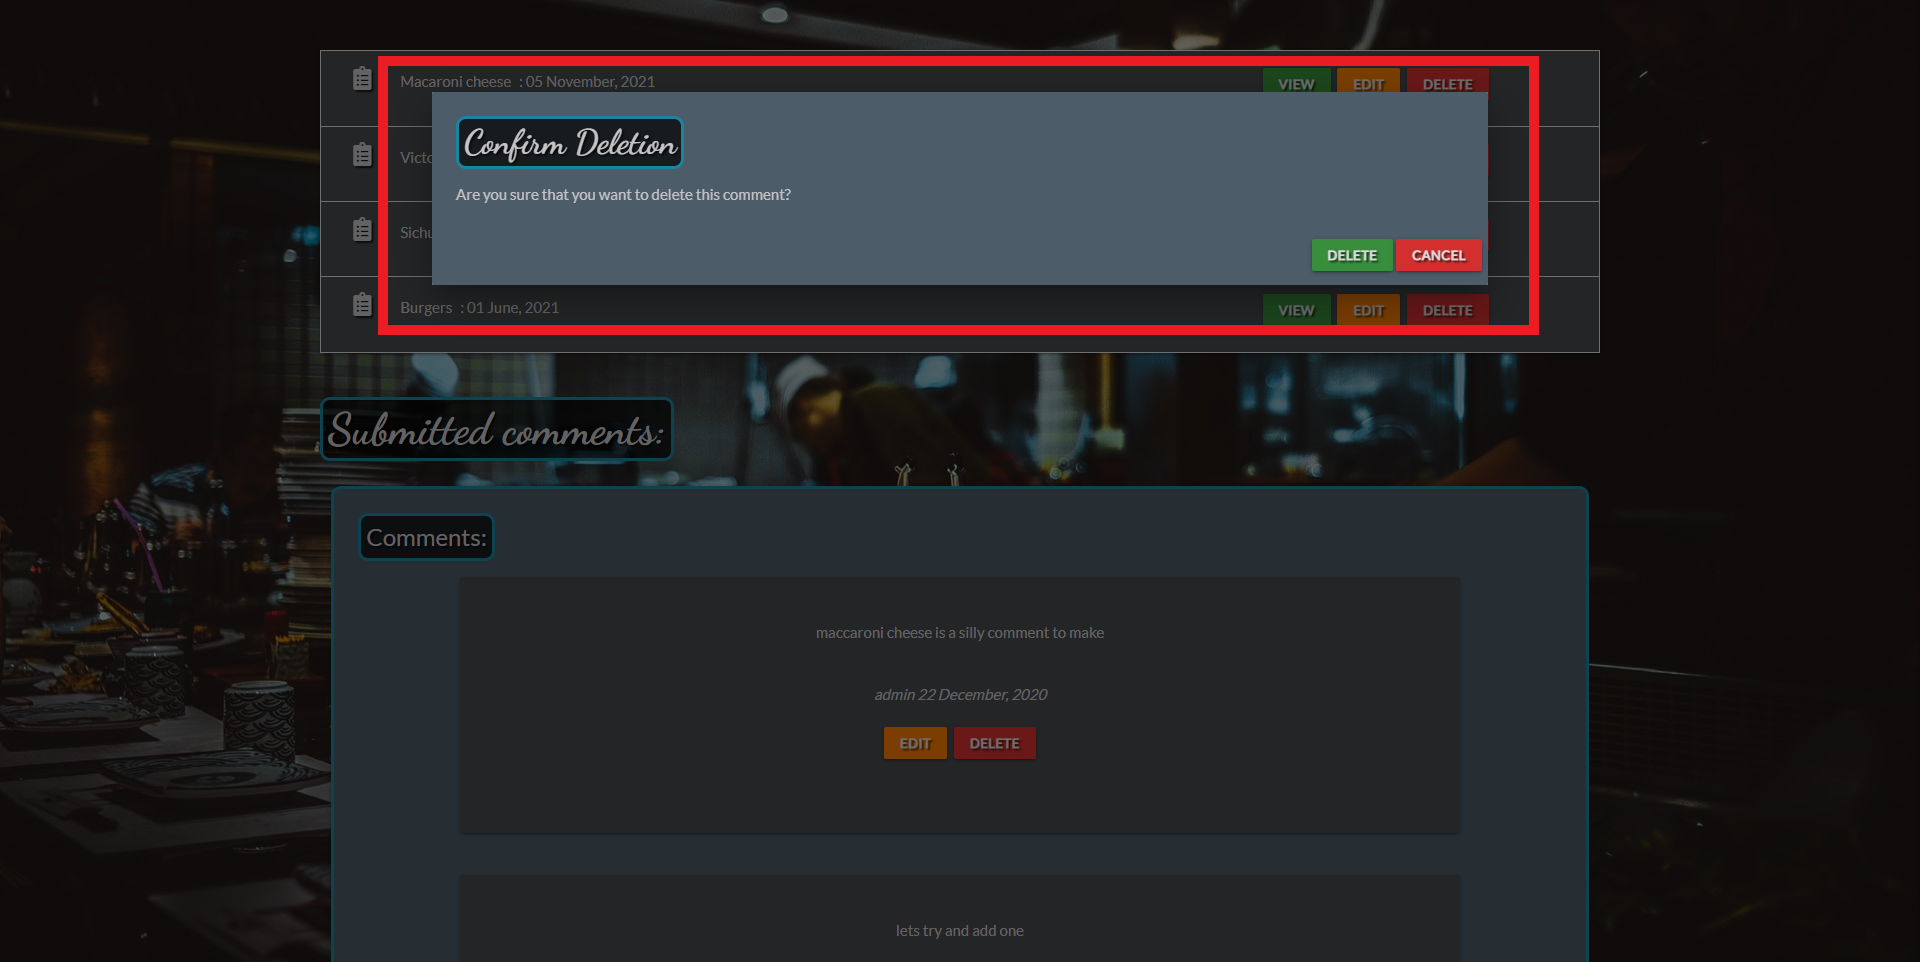 Macaroni cheese : 05 November, 2021 VIEW EDIT DELETE
Confirm Deletion
Are you sure that you want to delete this comment?
DELETE CANCEL
Burgers : 01 June, 2021 VIEW EDIT DELETE
Submitted comments:
Comments:
maccaroni cheese is a silly comment to make
admin 22 December, 2020
EDIT DELETE
lets try and add one